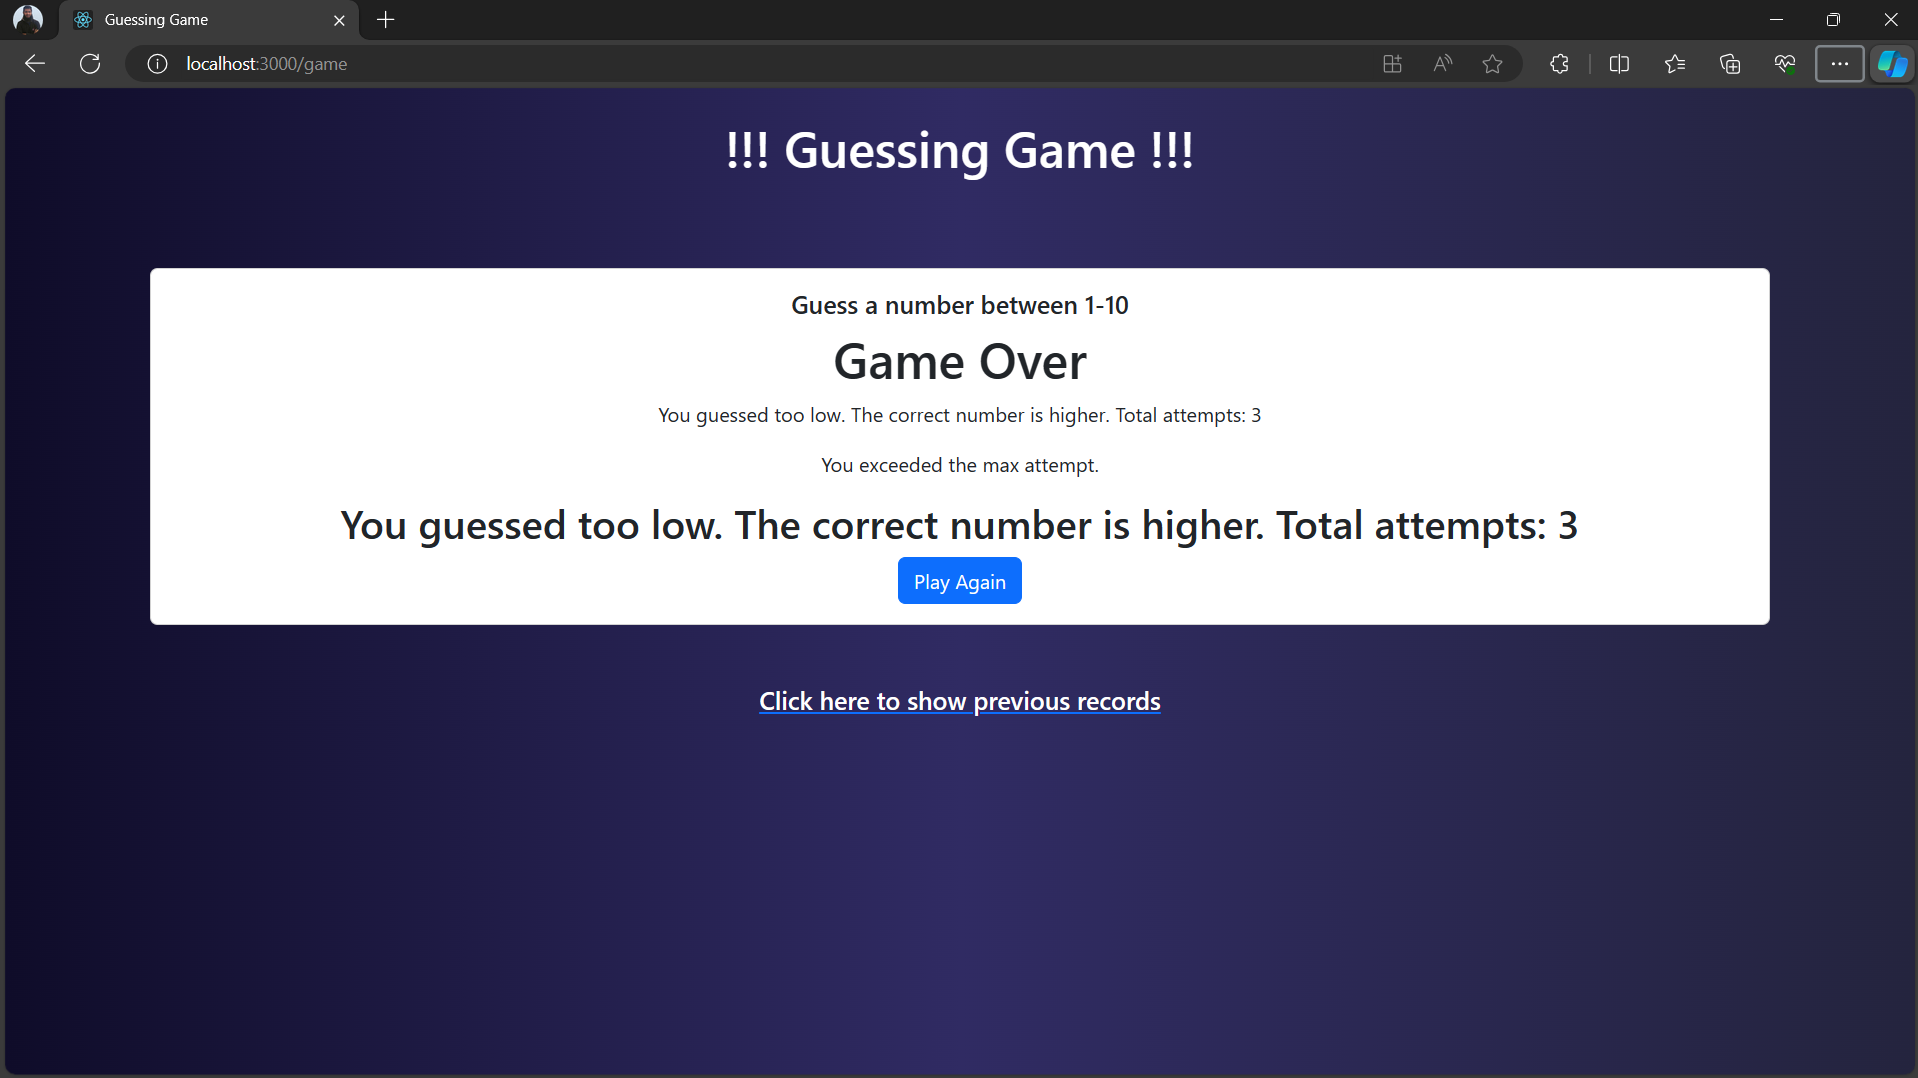 Guessing Game
localhost:3000/game
!!! Guessing Game !!!
Guess a number between 1-10
Game Over
You guessed too low. The correct number is higher. Total attempts: 3
You exceeded the max attempt.
You guessed too low. The correct number is higher. Total attempts: 3
Play Again
Click here to show previous records